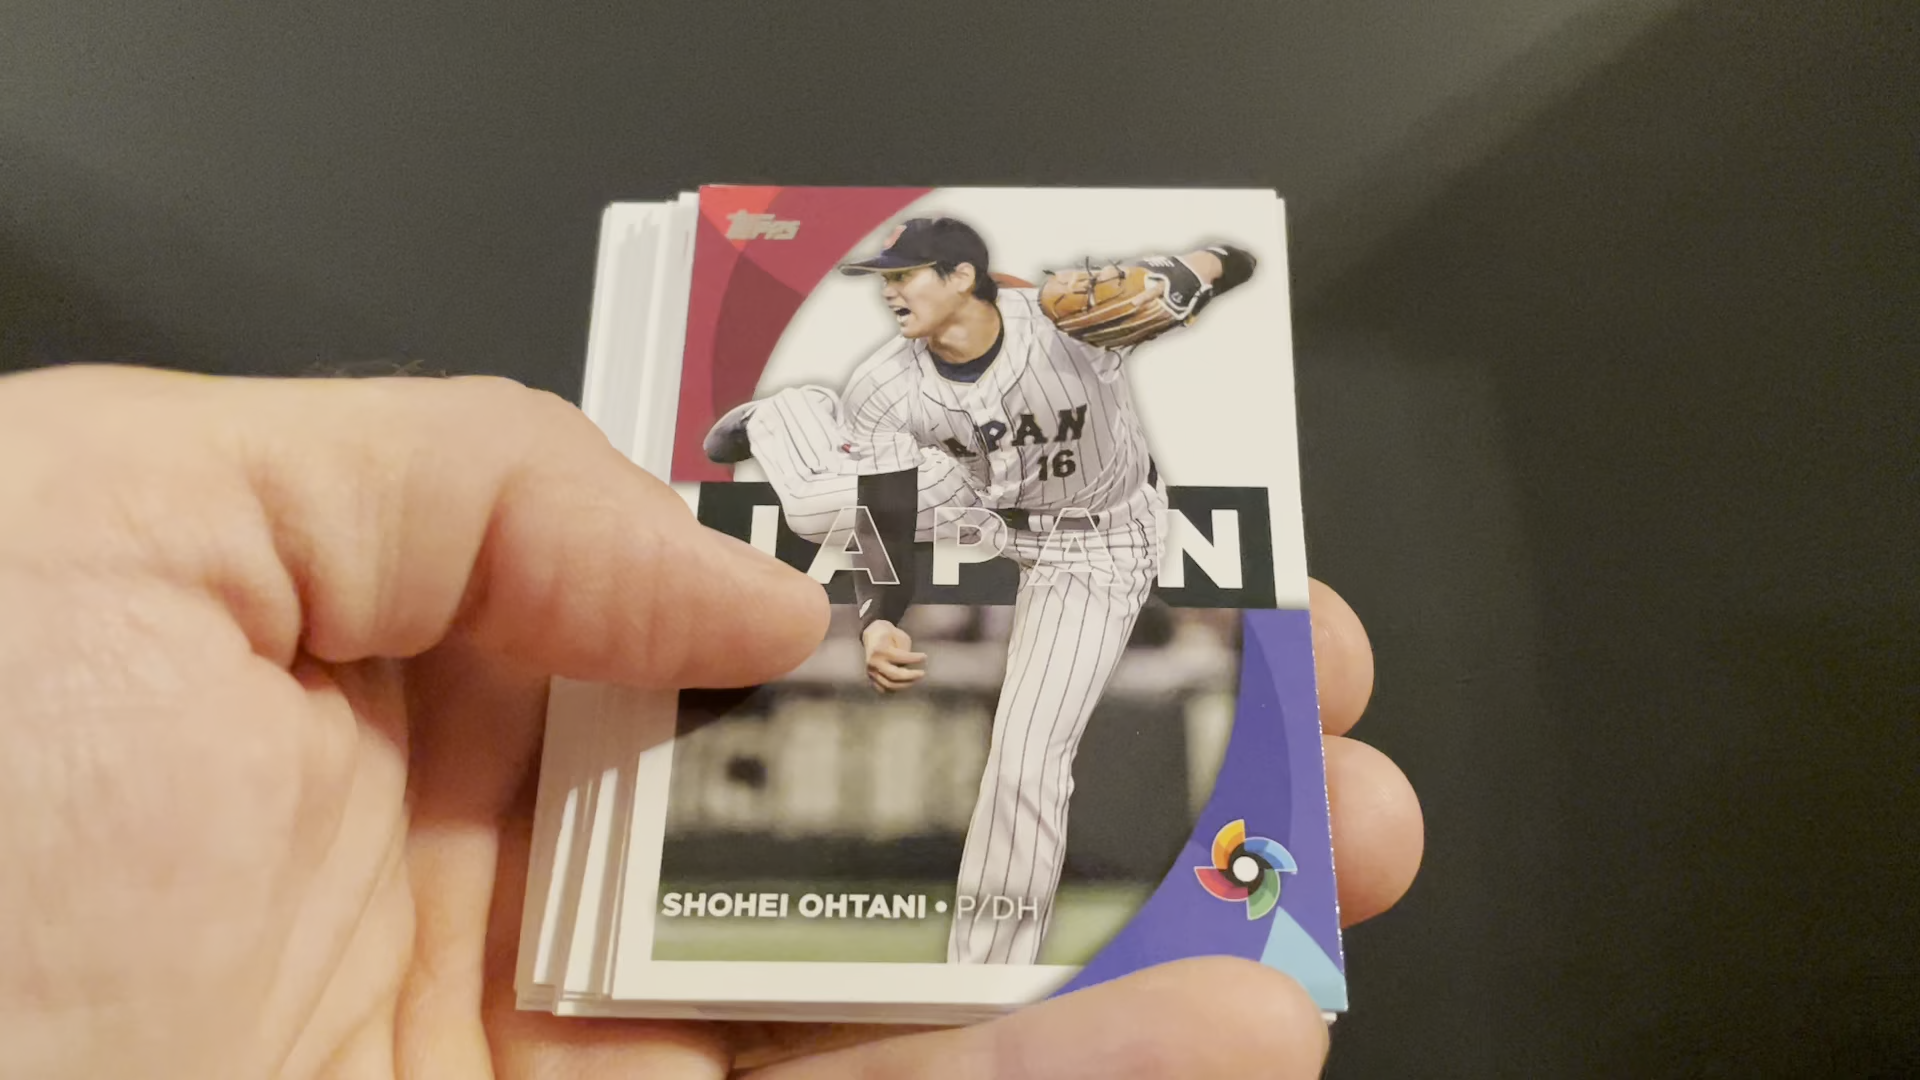 Topps
JAPAN
16
JAPAN
SHOHEI OHTANI • P/DH